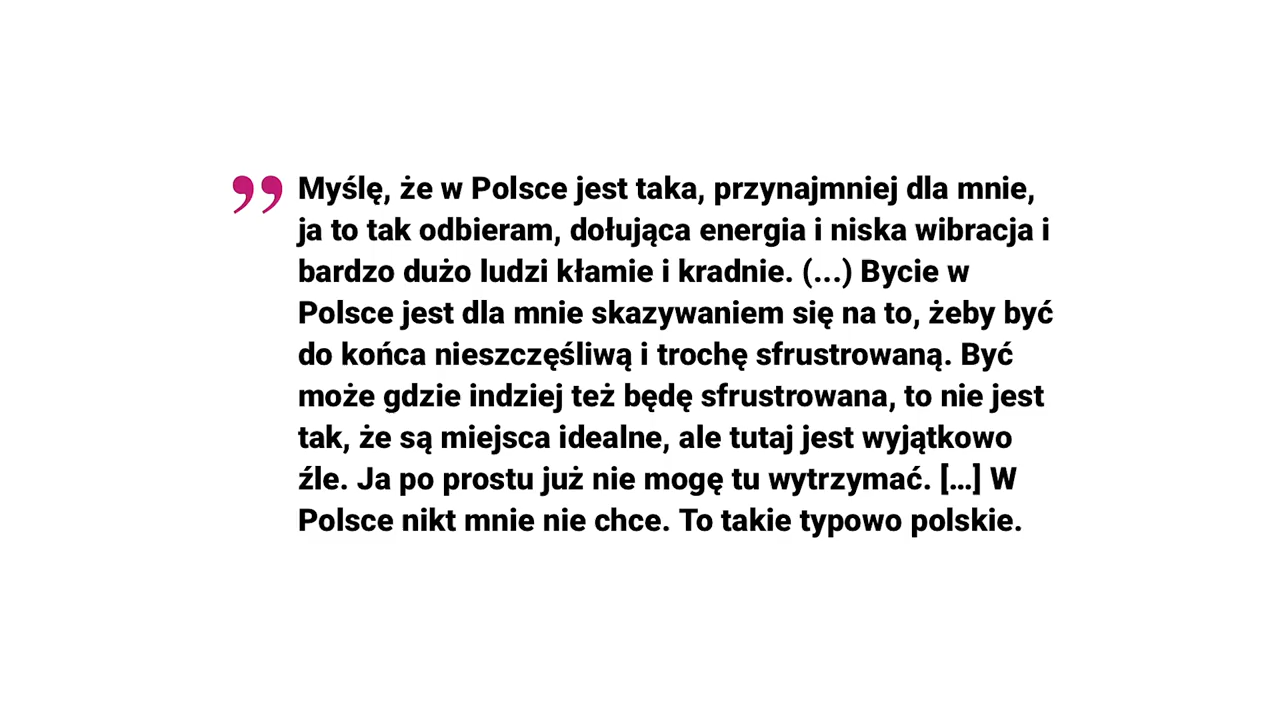 ” Myślę, że w Polsce jest taka, przynajmniej dla mnie,
ja to tak odbieram, dołująca energia i niska wibracja i
bardzo dużo ludzi kłamie i kradnie. (...) Bycie w
Polsce jest dla mnie skazywaniem się na to, żeby być
do końca nieszczęśliwą i trochę sfrustrowaną. Być
może gdzie indziej też będę sfrustrowana, to nie jest
tak, że są miejsca idealne, ale tutaj jest wyjątkowo
źle. Ja po prostu już nie mogę tu wytrzymać. [...] W
Polsce nikt mnie nie chce. To takie typowo polskie.